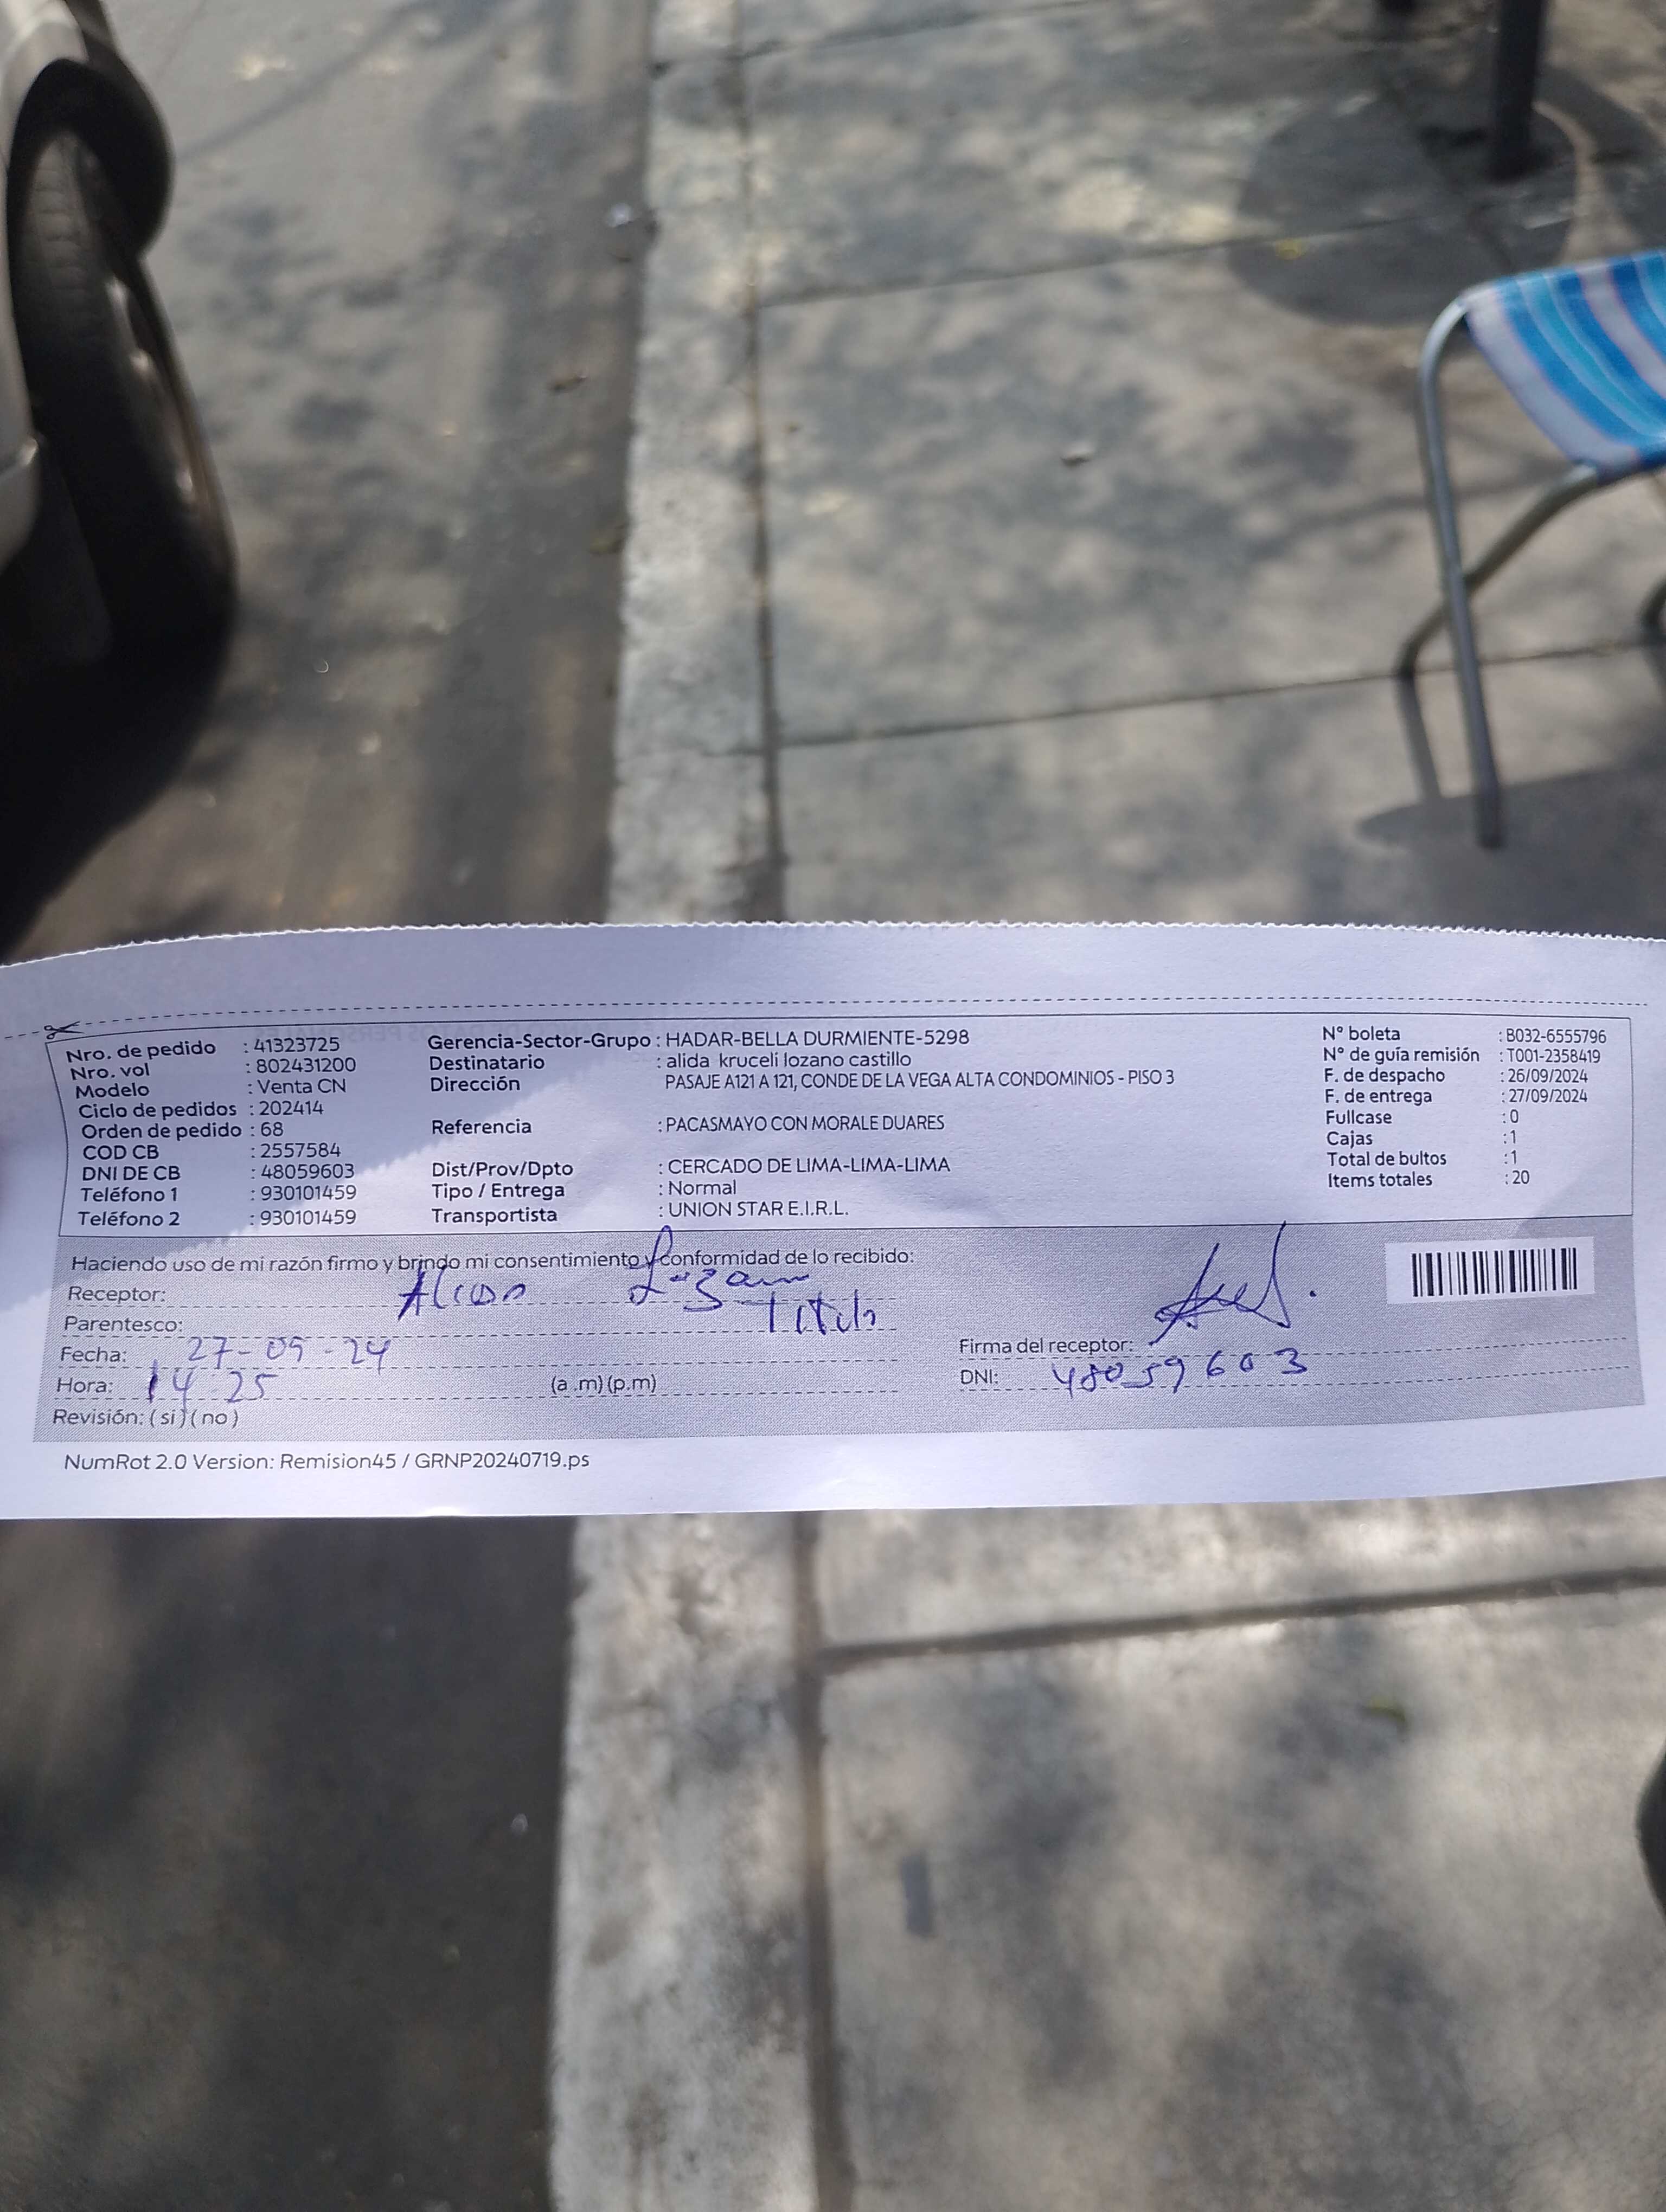 Nro. de pedido : 41323725
Nro. vol : 802431200
Modelo : Venta CN
Ciclo de pedidos : 202414
Orden de pedido : 68
COD CB : 2557584
DNI DE CB : 48059603
Teléfono 1 : 930101459
Teléfono 2 : 930101459
Gerencia-Sector-Grupo : HADAR-BELLA DURMIENTE-5298
Destinatario : alida kruceli lozano castillo
Dirección PASAJE A121 A 121, CONDE DE LA VEGA ALTA CONDOMINIOS - PISO 3
Referencia : PACASMAYO CON MORALE DUARES
Dist/Prov/Dpto : CERCADO DE LIMA-LIMA-LIMA
Tipo / Entrega : Normal
Transportista : UNION STAR E.I.R.L.
N° boleta : B032-6555796
N° de guía remisión : T001-2358419
F. de despacho : 26/09/2024
F. de entrega : 27/09/2024
Fullcase : 0
Cajas : 1
Total de bultos : 1
Items totales : 20
Haciendo uso de mi razón firmo y brindo mi consentimiento y conformidad de lo recibido:
Receptor:
Parentesco:
Fecha: 27-09-24
Hora: 14 25 (a .m) (p.m)
Revisión: ( si ) ( no )
Firma del receptor:
DNI: 48059603
NumRot 2.0 Version: Remision45 / GRNP20240719.ps